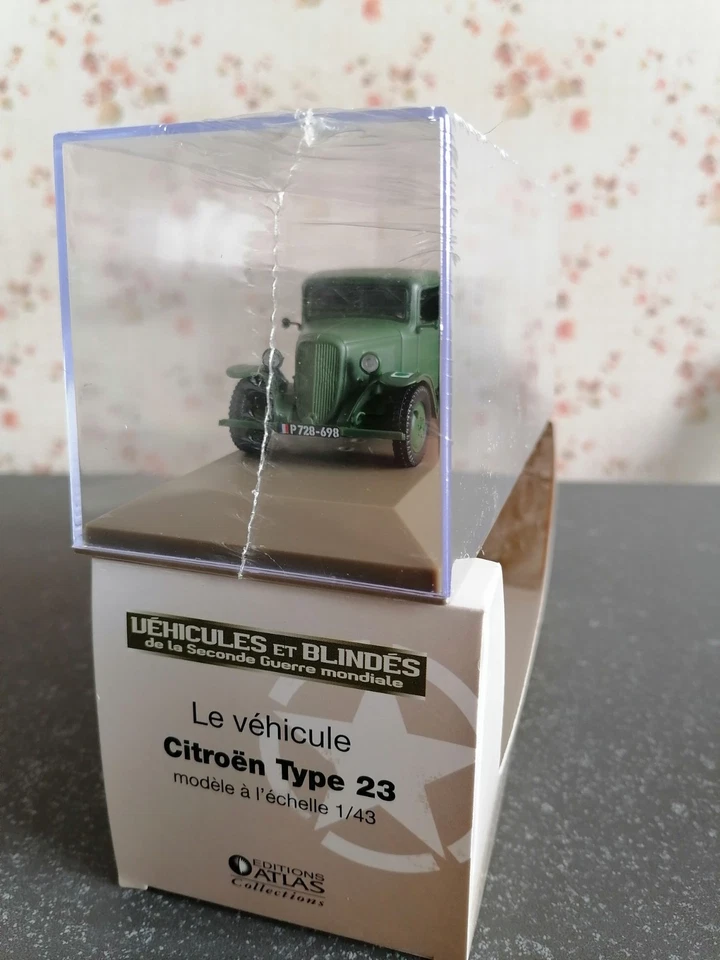 P728-698
VÉHICULES ET BLINDÉS
de la Seconde Guerre mondiale
Le véhicule
Citroën Type 23
modèle à l'échelle 1/43
EDITIONS
ATLAS
Collections